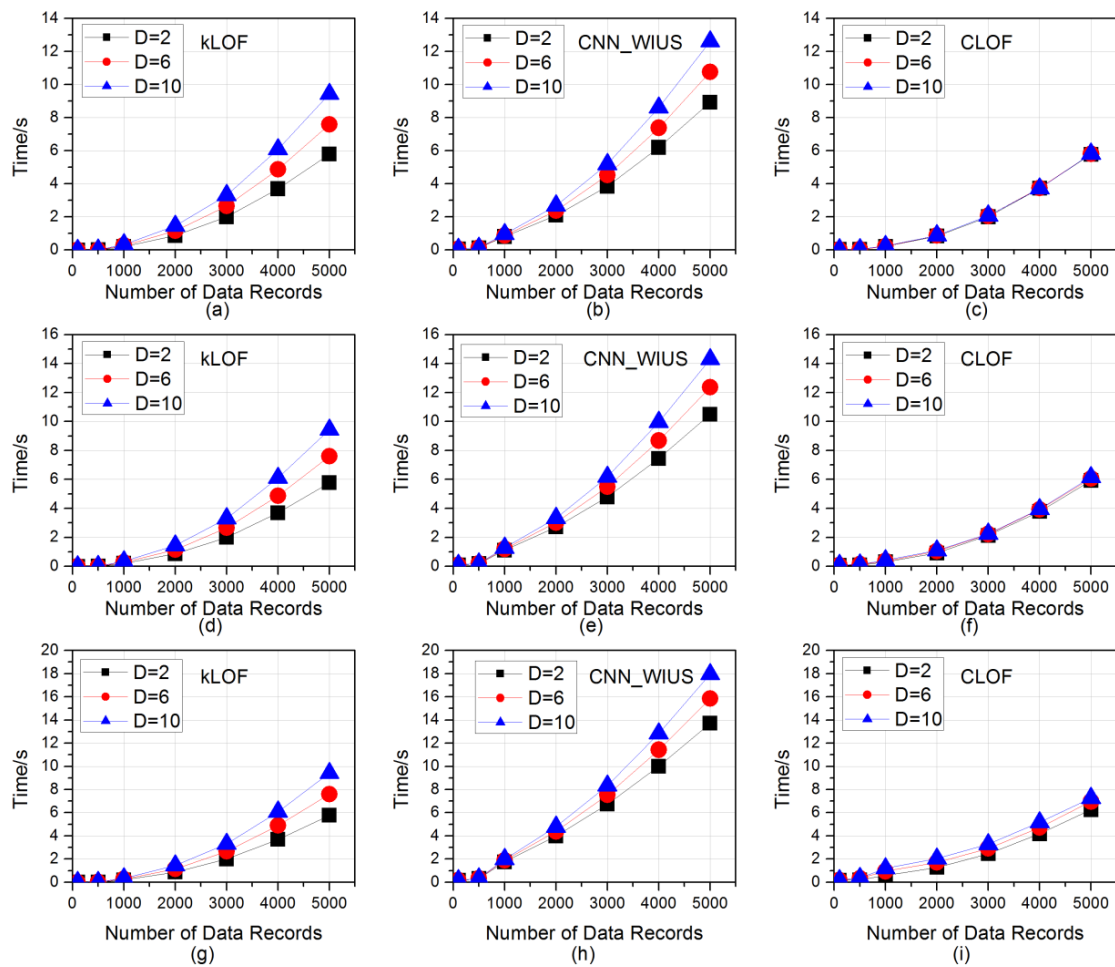 14
12
10
8
6
4
2
0
Time/s
D=2
D=6
D=10
kLOF
0 1000 2000 3000 4000 5000
Number of Data Records
(a)
14
12
10
8
6
4
2
0
Time/s
D=2
D=6
D=10
CNN_WIUS
0 1000 2000 3000 4000 5000
Number of Data Records
(b)
14
12
10
8
6
4
2
0
Time/s
D=2
D=6
D=10
CLOF
0 1000 2000 3000 4000 5000
Number of Data Records
(c)
16
14
12
10
8
6
4
2
0
Time/s
D=2
D=6
D=10
kLOF
0 1000 2000 3000 4000 5000
Number of Data Records
(d)
16
14
12
10
8
6
4
2
0
Time/s
D=2
D=6
D=10
CNN_WIUS
0 1000 2000 3000 4000 5000
Number of Data Records
(e)
16
14
12
10
8
6
4
2
0
Time/s
D=2
D=6
D=10
CLOF
0 1000 2000 3000 4000 5000
Number of Data Records
(f)
20
18
16
14
12
10
8
6
4
2
0
Time/s
D=2
D=6
D=10
kLOF
0 1000 2000 3000 4000 5000
Number of Data Records
(g)
20
18
16
14
12
10
8
6
4
2
0
Time/s
D=2
D=6
D=10
CNN_WIUS
0 1000 2000 3000 4000 5000
Number of Data Records
(h)
20
18
16
14
12
10
8
6
4
2
0
Time/s
D=2
D=6
D=10
CLOF
0 1000 2000 3000 4000 5000
Number of Data Records
(i)